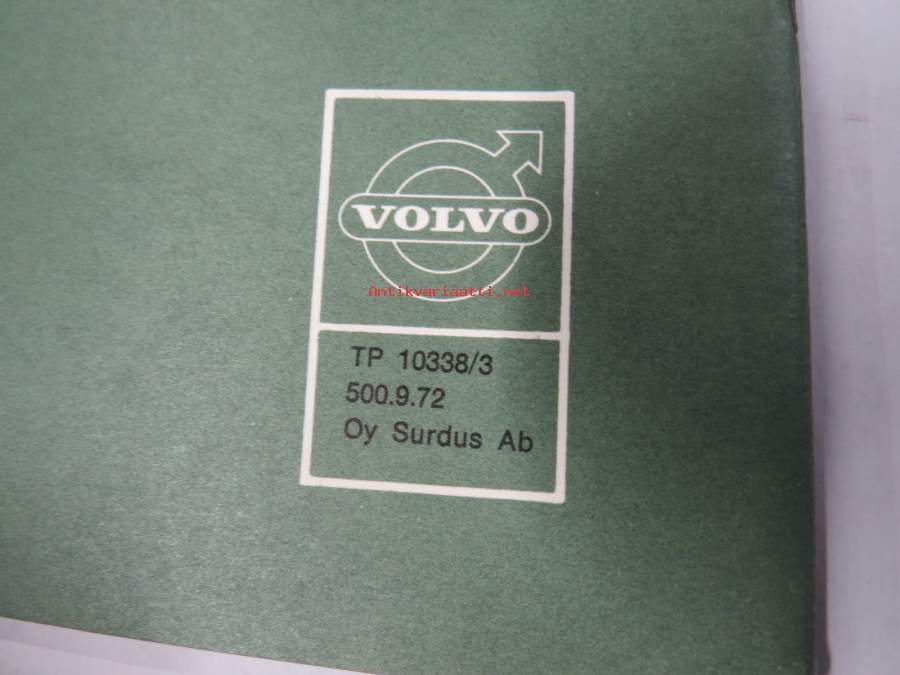 VOLVO
Antikvariaatti.net
TP 10338/3
500.9.72
Oy Surdus Ab